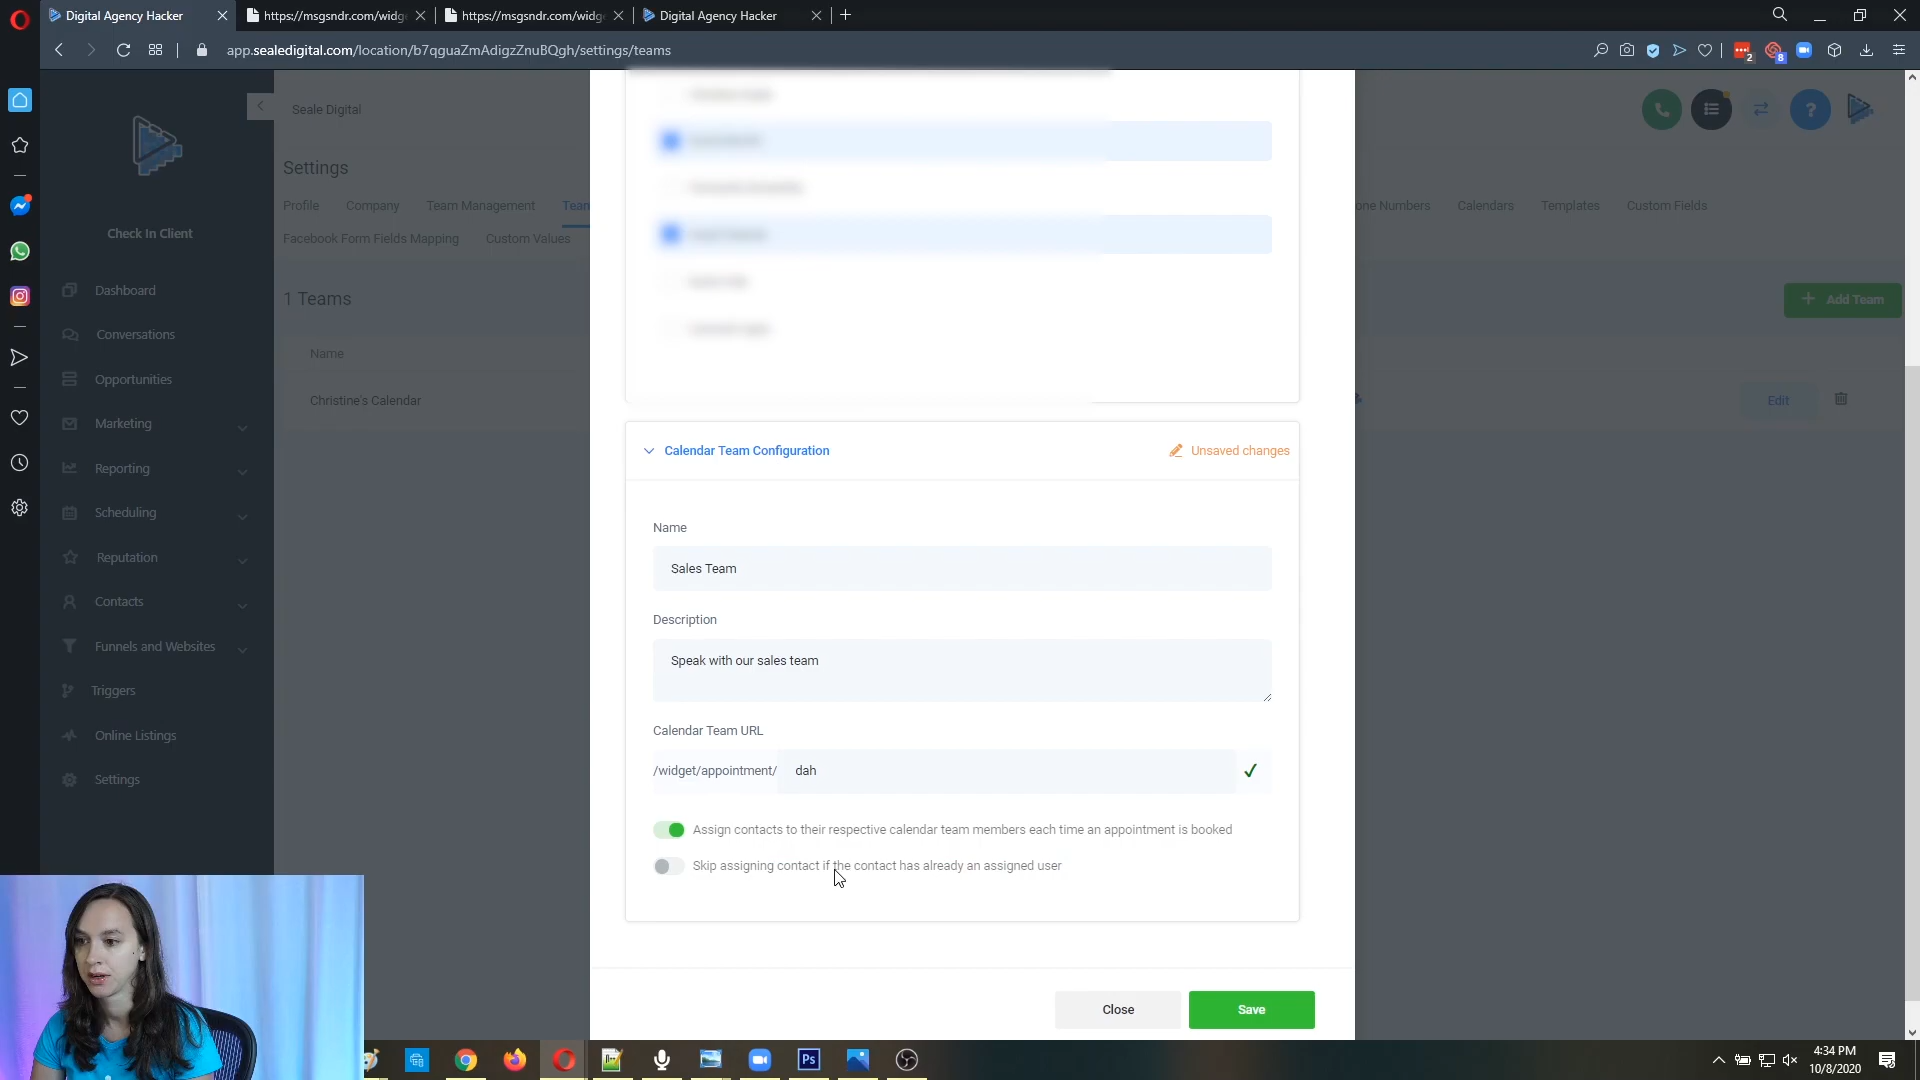 Digital Agency Hacker
https://msgsndr.com/widg
https://msgsndr.com/widg
Digital Agency Hacker
app.sealedigital.com/location/b7qguaZmAdigzZnuBQgh/settings/teams
2
8
Seale Digital
Settings
Profile
Company
Team Management
Tean
one Numbers
Calendars
Templates
Custom Fields
Facebook Form Fields Mapping
Custom Values
Check In Client
Dashboard
Conversations
Opportunities
Marketing
Reporting
Scheduling
Reputation
Contacts
Funnels and Websites
Triggers
Online Listings
Settings
1 Teams
+ Add Team
Name
Christine's Calendar
Edit
Calendar Team Configuration
Unsaved changes
Name
Sales Team
Description
Speak with our sales team
Calendar Team URL
/widget/appointment/ dah
Assign contacts to their respective calendar team members each time an appointment is booked
Skip assigning contact if the contact has already an assigned user
Close
Save
Ps
4:34 PM
10/8/2020